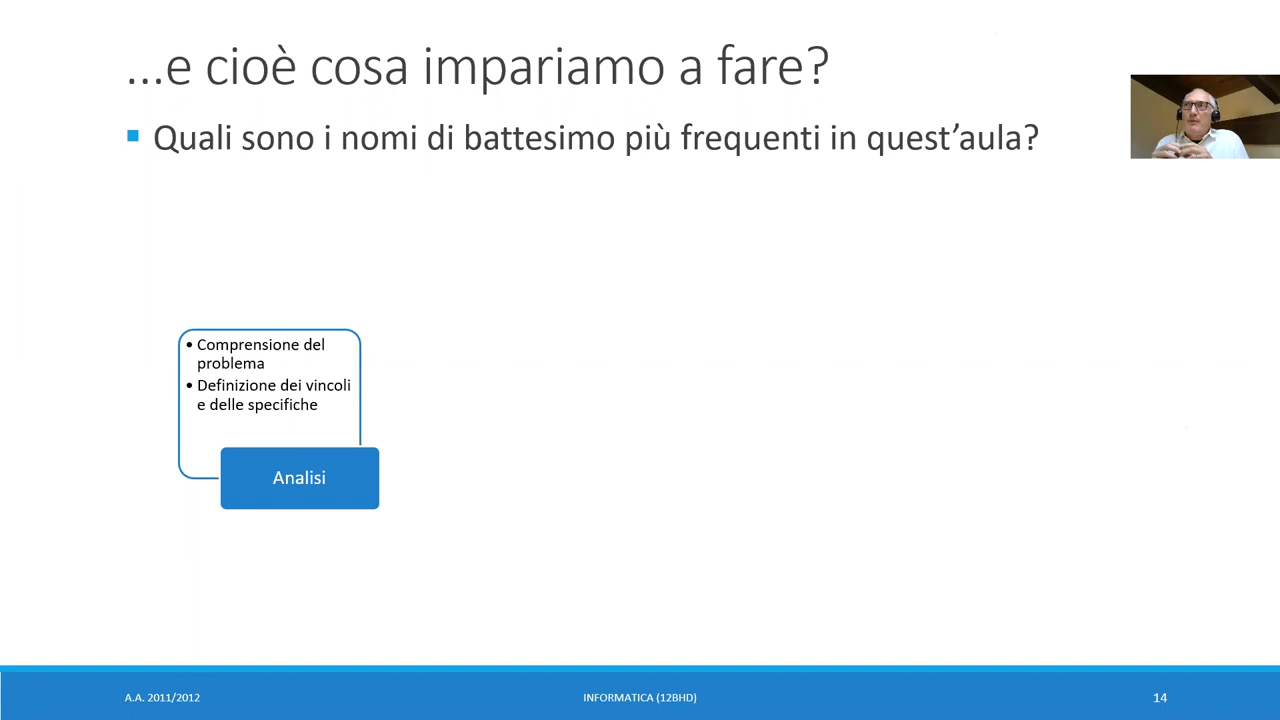 ...e cioè cosa impariamo a fare?
▪ Quali sono i nomi di battesimo più frequenti in quest’aula?
• Comprensione del
problema
• Definizione dei vincoli
e delle specifiche
Analisi
A.A. 2011/2012
INFORMATICA (12BHD)
14